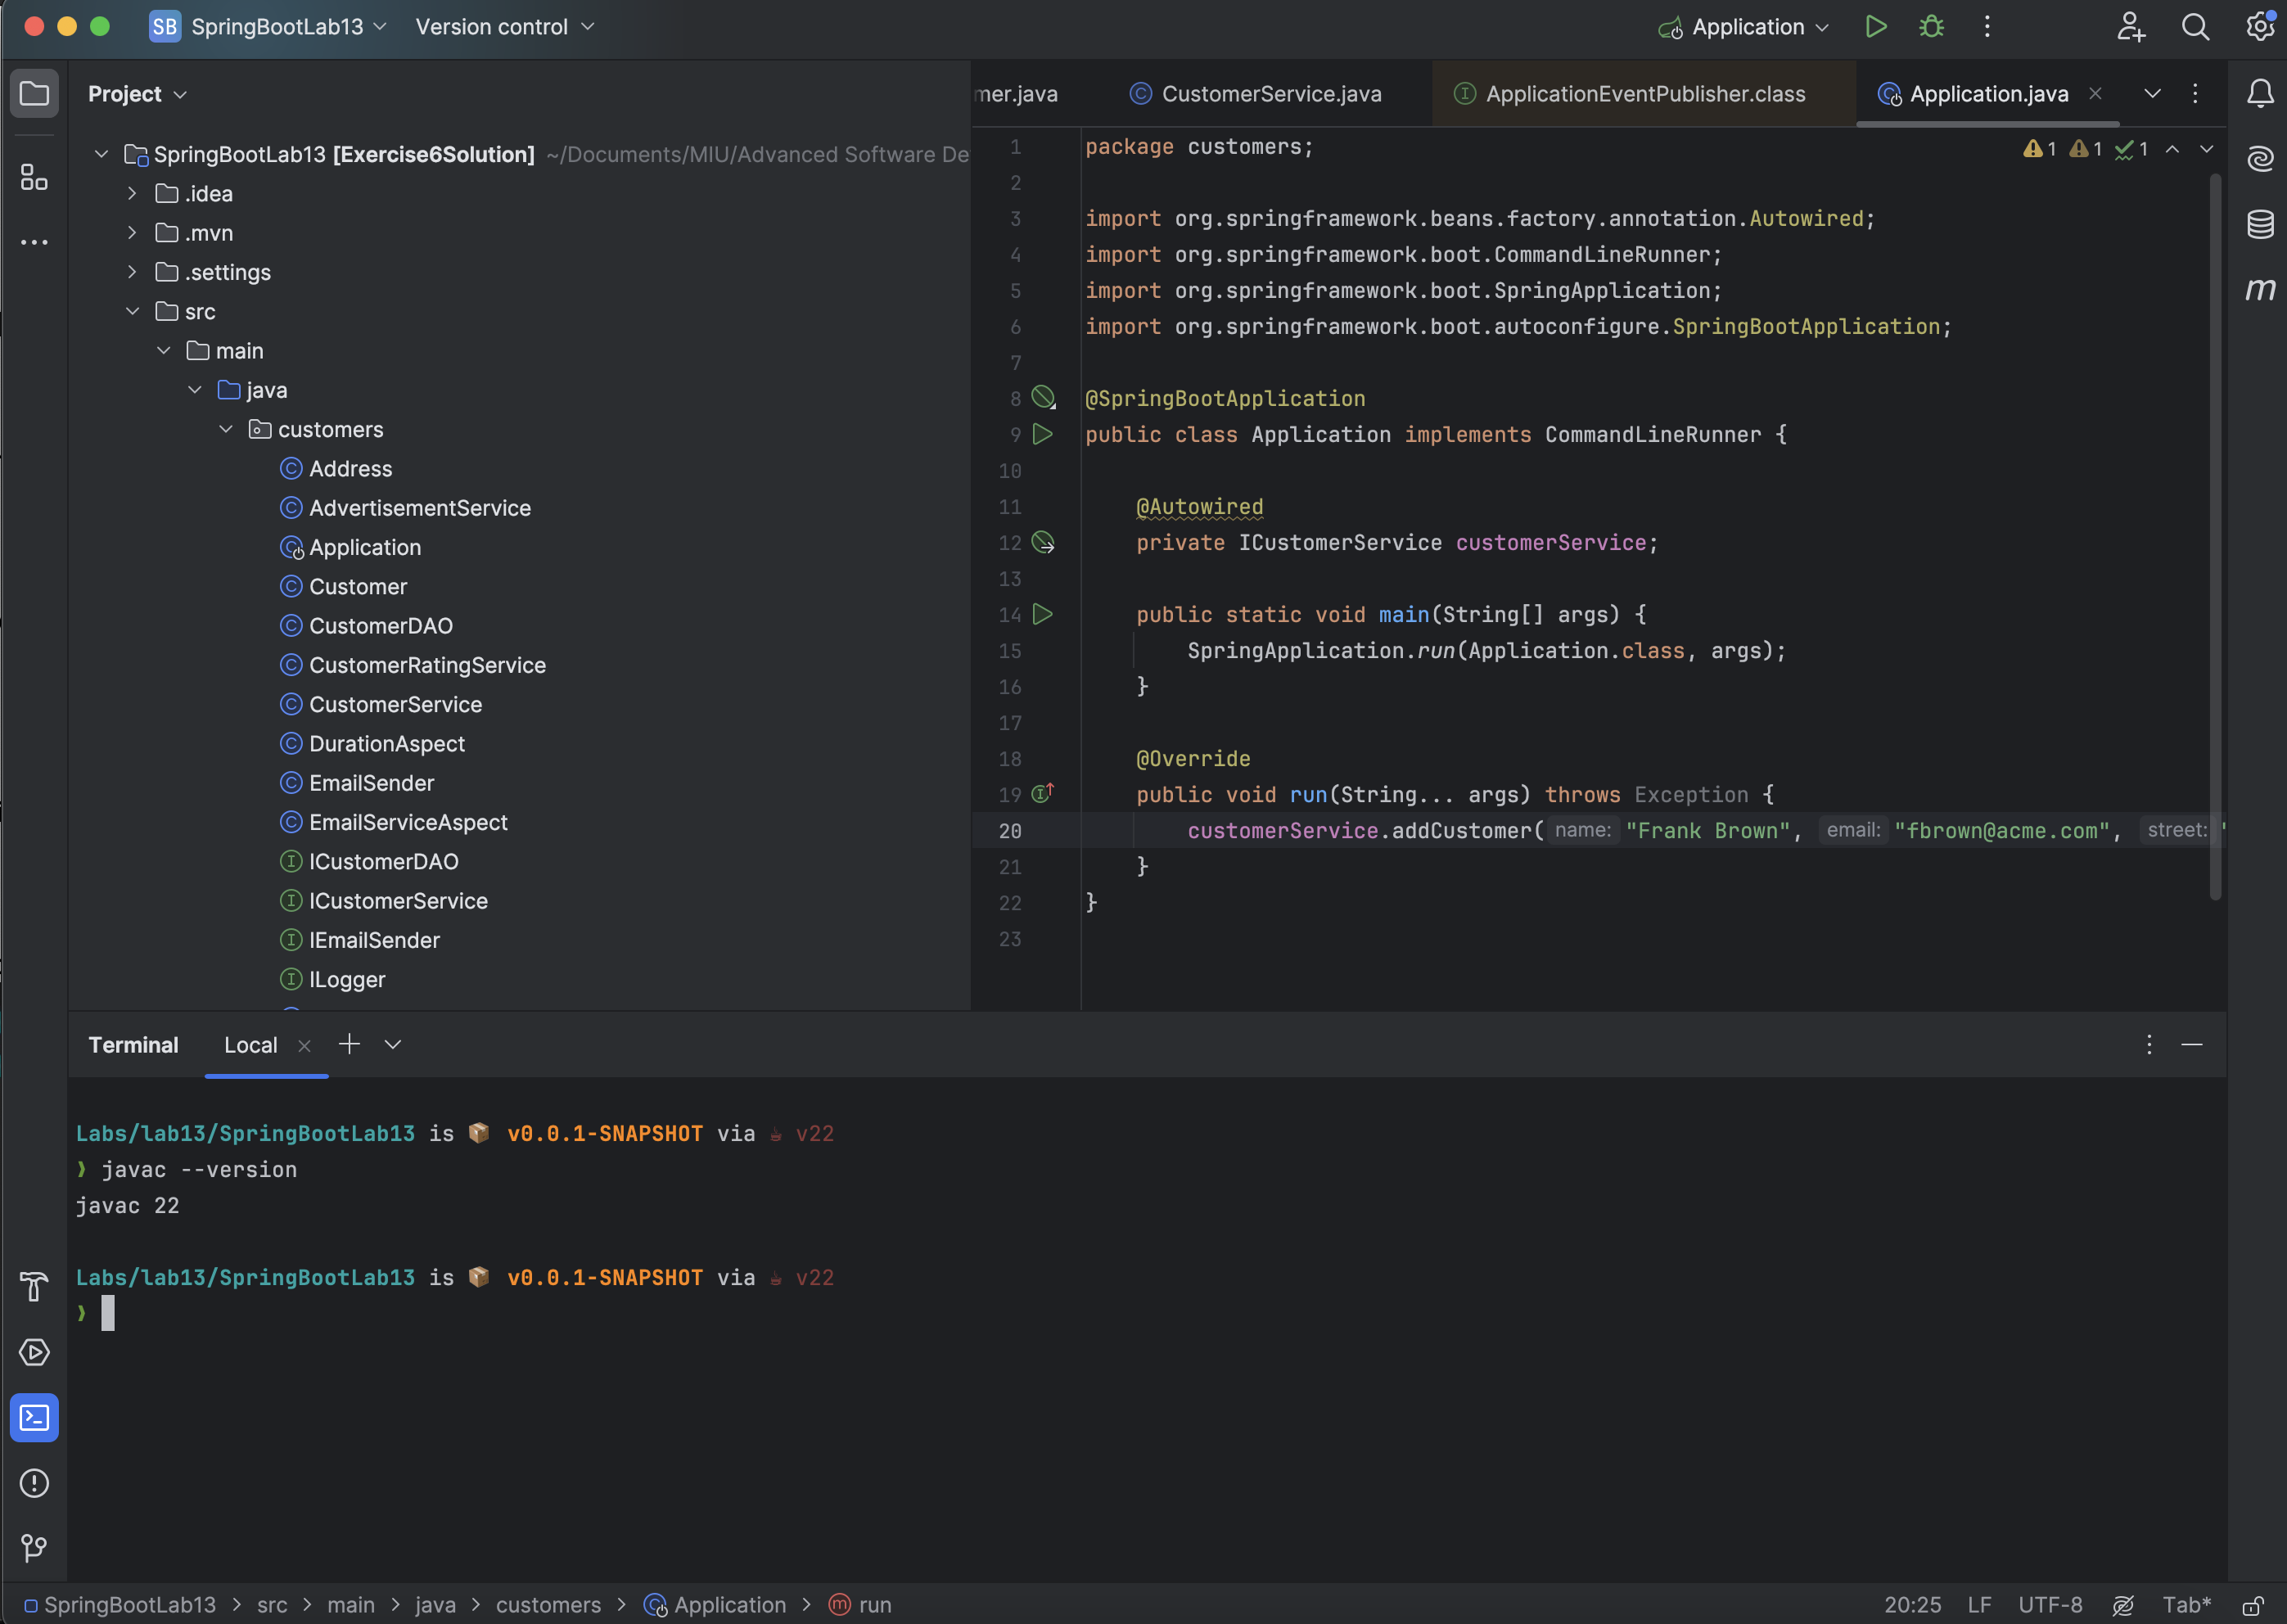 SB SpringBootLab13 Version control Application
Project
mer.java CustomerService.java ApplicationEventPublisher.class Application.java
SpringBootLab13 [Exercise6Solution] ~/Documents/MIU/Advanced Software De
.idea
.mvn
.settings
src
main
java
customers
Address
AdvertisementService
Application
Customer
CustomerDAO
CustomerRatingService
CustomerService
DurationAspect
EmailSender
EmailServiceAspect
ICustomerDAO
ICustomerService
IEmailSender
ILogger
1 package customers;
1 1 1
2
3 import org.springframework.beans.factory.annotation.Autowired;
4 import org.springframework.boot.CommandLineRunner;
5 import org.springframework.boot.SpringApplication;
6 import org.springframework.boot.autoconfigure.SpringBootApplication;
7
8 @SpringBootApplication
9 public class Application implements CommandLineRunner {
10
11 @Autowired
12 private ICustomerService customerService;
13
14 public static void main(String[] args) {
15 SpringApplication.run(Application.class, args);
16 }
17
18 @Override
19 public void run(String... args) throws Exception {
20 customerService.addCustomer( name: "Frank Brown", email: "fbrown@acme.com", street: "
21 }
22 }
23
Terminal Local
Labs/lab13/SpringBootLab13 is 📦 v0.0.1-SNAPSHOT via ☕ v22
❯ javac --version
javac 22
Labs/lab13/SpringBootLab13 is 📦 v0.0.1-SNAPSHOT via ☕ v22
❯
SpringBootLab13 > src > main > java > customers > Application > run 20:25 LF UTF-8 Tab*